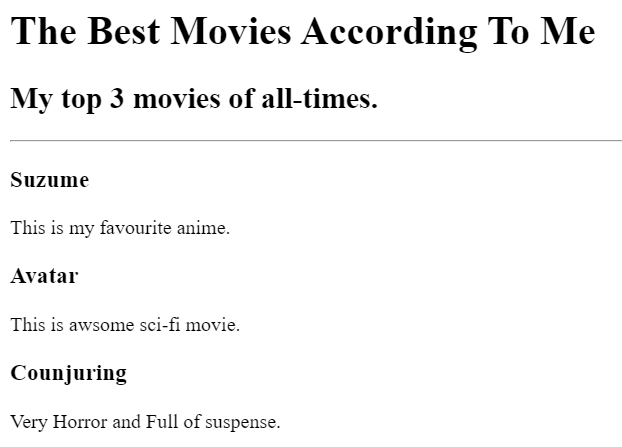 The Best Movies According To Me
My top 3 movies of all-times.
Suzume
This is my favourite anime.
Avatar
This is awsome sci-fi movie.
Counjuring
Very Horror and Full of suspense.